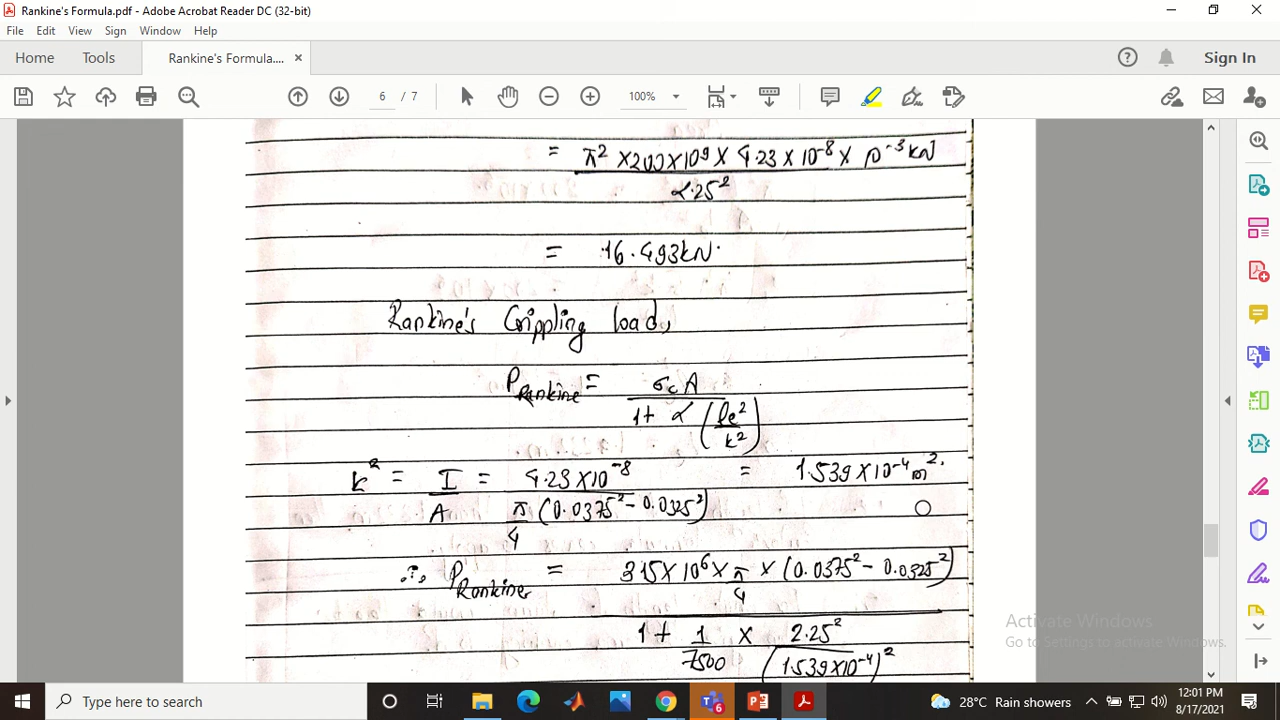 Rankine's Formula.pdf - Adobe Acrobat Reader DC (32-bit)
File Edit View Sign Window Help
Home Tools Rankine's Formula.... × Sign In
6 / 7 100%
= π² × 200 × 10⁹ × 4.23 × 10⁻⁸ × 10⁻³ kN
2.25²
= 16.493 kN.
Rankine's Crippling load,
P Rankine = σc A
1 + α (le²/k²)
k² = I/A = 4.23 × 10⁻⁸ / π/4 (0.0375² - 0.0325²) = 1.539 × 10⁻⁴ m².
∴ P Rankine = 315 × 10⁶ × π/4 × (0.0375² - 0.0325²)
1 + 1/7500 × 2.25² / (1.539 × 10⁻⁴)²
Activate Windows
Go to Settings to activate Windows.
Type here to search
6
28°C Rain showers
12:01 PM
8/17/2021